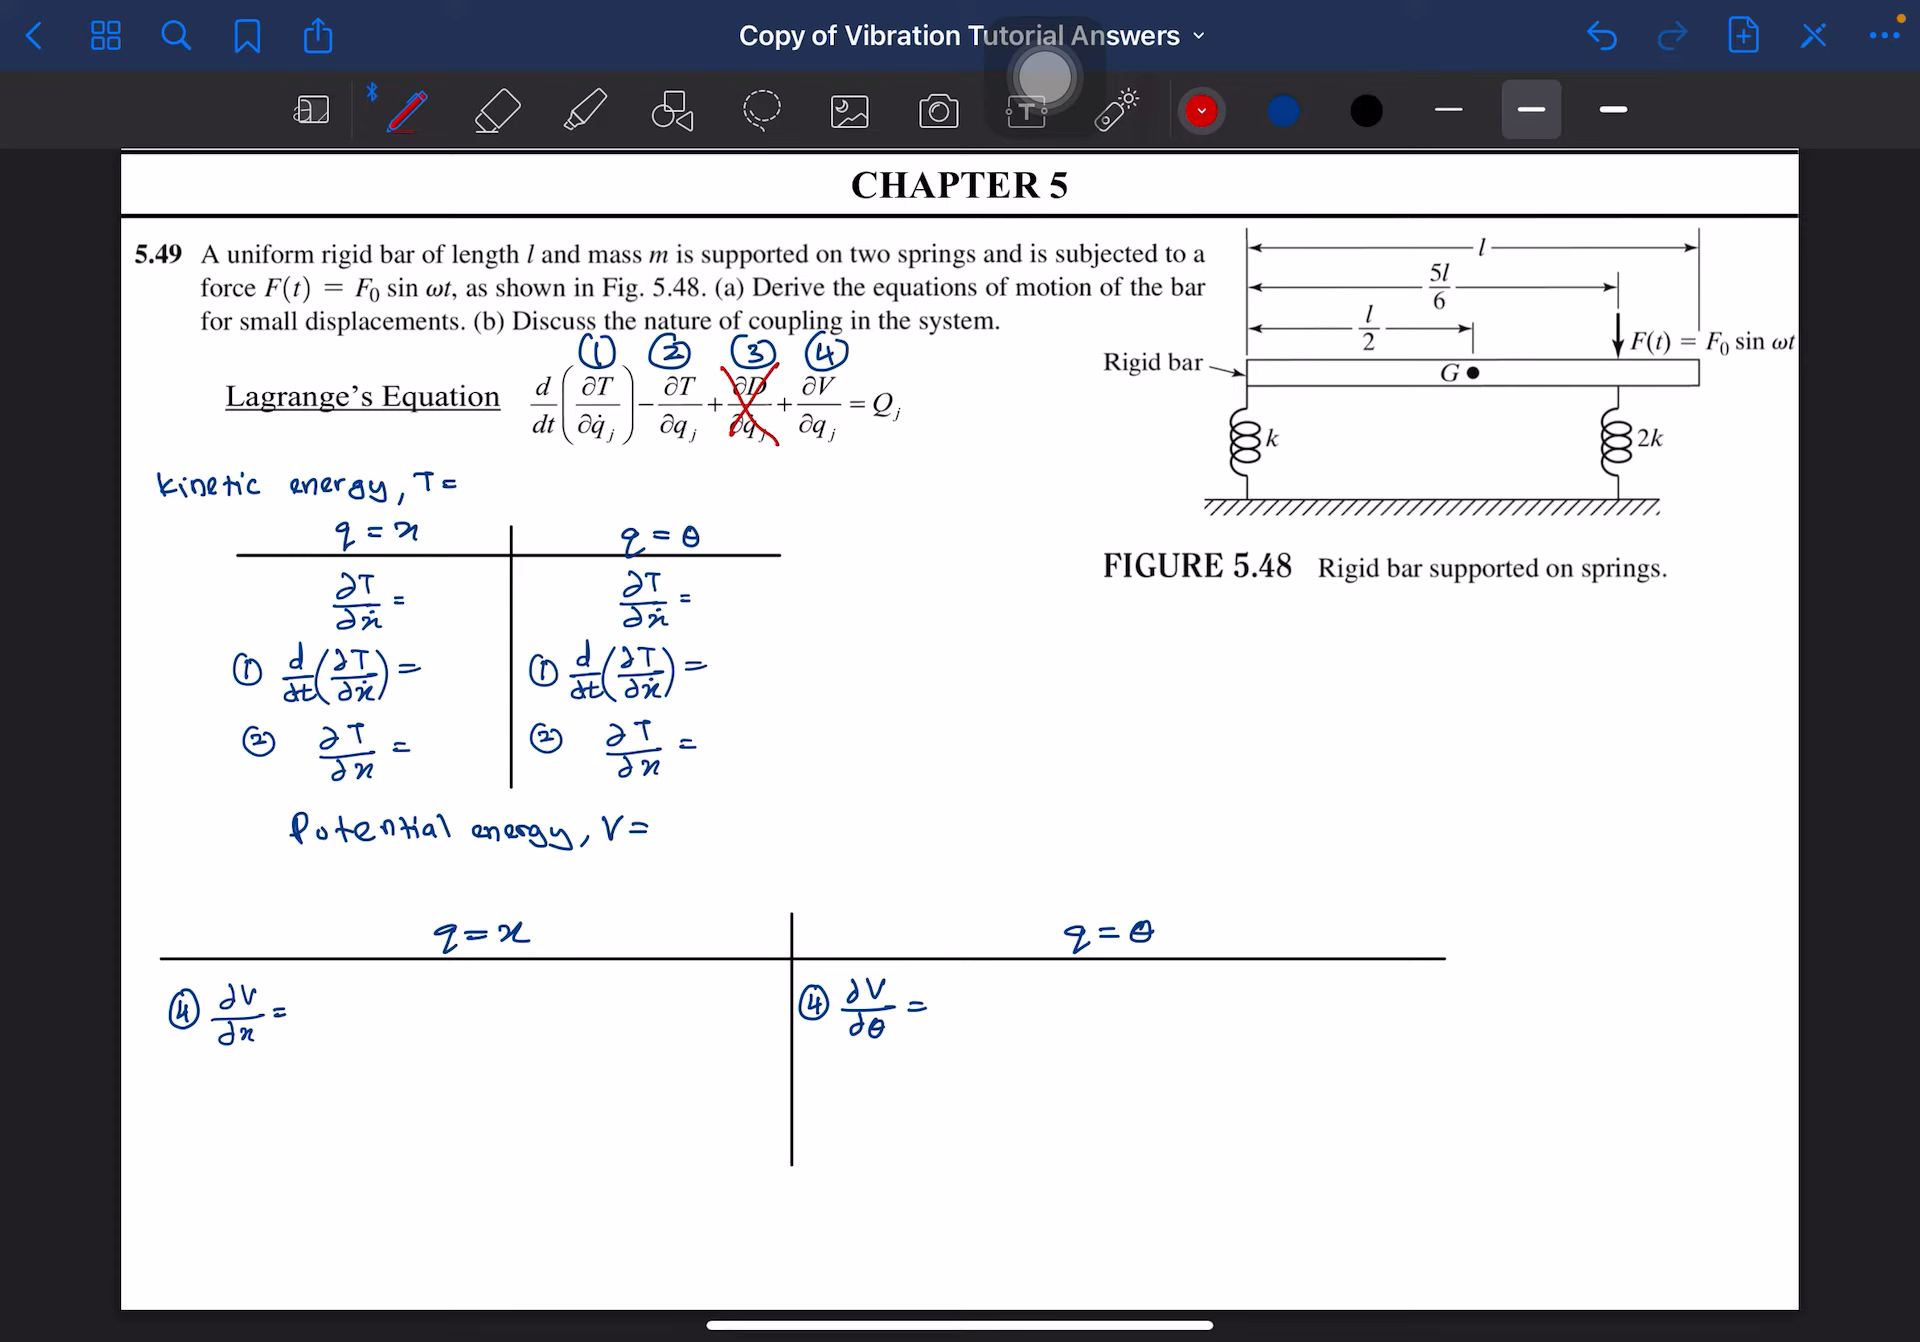 Copy of Vibration Tutorial Answers
CHAPTER 5
5.49 A uniform rigid bar of length l and mass m is supported on two springs and is subjected to a
force F(t) = F₀ sin ωt, as shown in Fig. 5.48. (a) Derive the equations of motion of the bar
for small displacements. (b) Discuss the nature of coupling in the system.
(1) (2) (3) (4)
Lagrange's Equation d/dt (∂T/∂q̇ⱼ) − ∂T/∂qⱼ + ∂D/∂q̇ⱼ + ∂V/∂qⱼ = Qⱼ
l
5l/6
l/2
F(t) = F₀ sin ωt
Rigid bar
G
k
2k
FIGURE 5.48 Rigid bar supported on springs.
Kinetic energy, T =
q = x
∂T/∂ẋ =
① d/dt (∂T/∂ẋ) =
② ∂T/∂x =
q = θ
∂T/∂ẋ =
① d/dt (∂T/∂ẋ) =
② ∂T/∂x =
Potential energy, V =
q = x
④ ∂V/∂x =
q = θ
④ ∂V/∂θ =